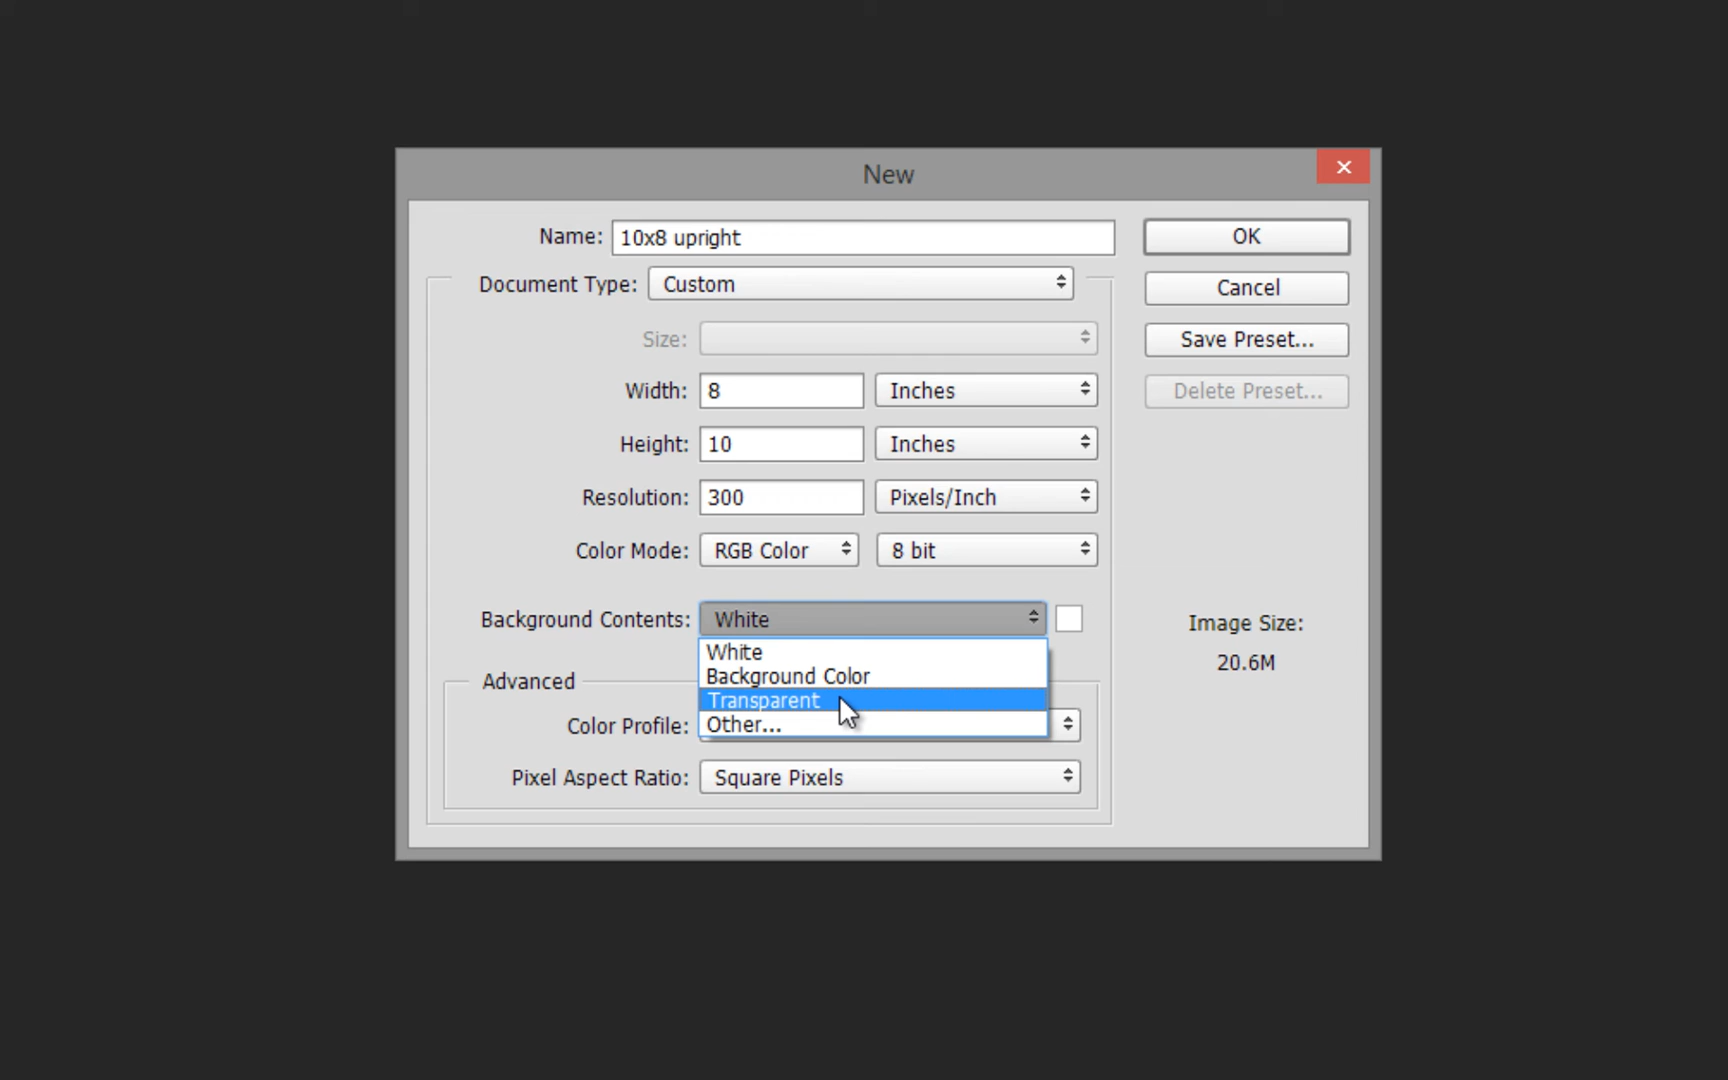 New
Name: 10x8 upright
OK
Document Type: Custom
Cancel
Size:
Save Preset...
Width: 8 Inches
Delete Preset...
Height: 10 Inches
Resolution: 300 Pixels/Inch
Color Mode: RGB Color 8 bit
Background Contents: White
Image Size:
20.6M
White
Background Color
Transparent
Other...
Advanced
Color Profile:
Pixel Aspect Ratio: Square Pixels